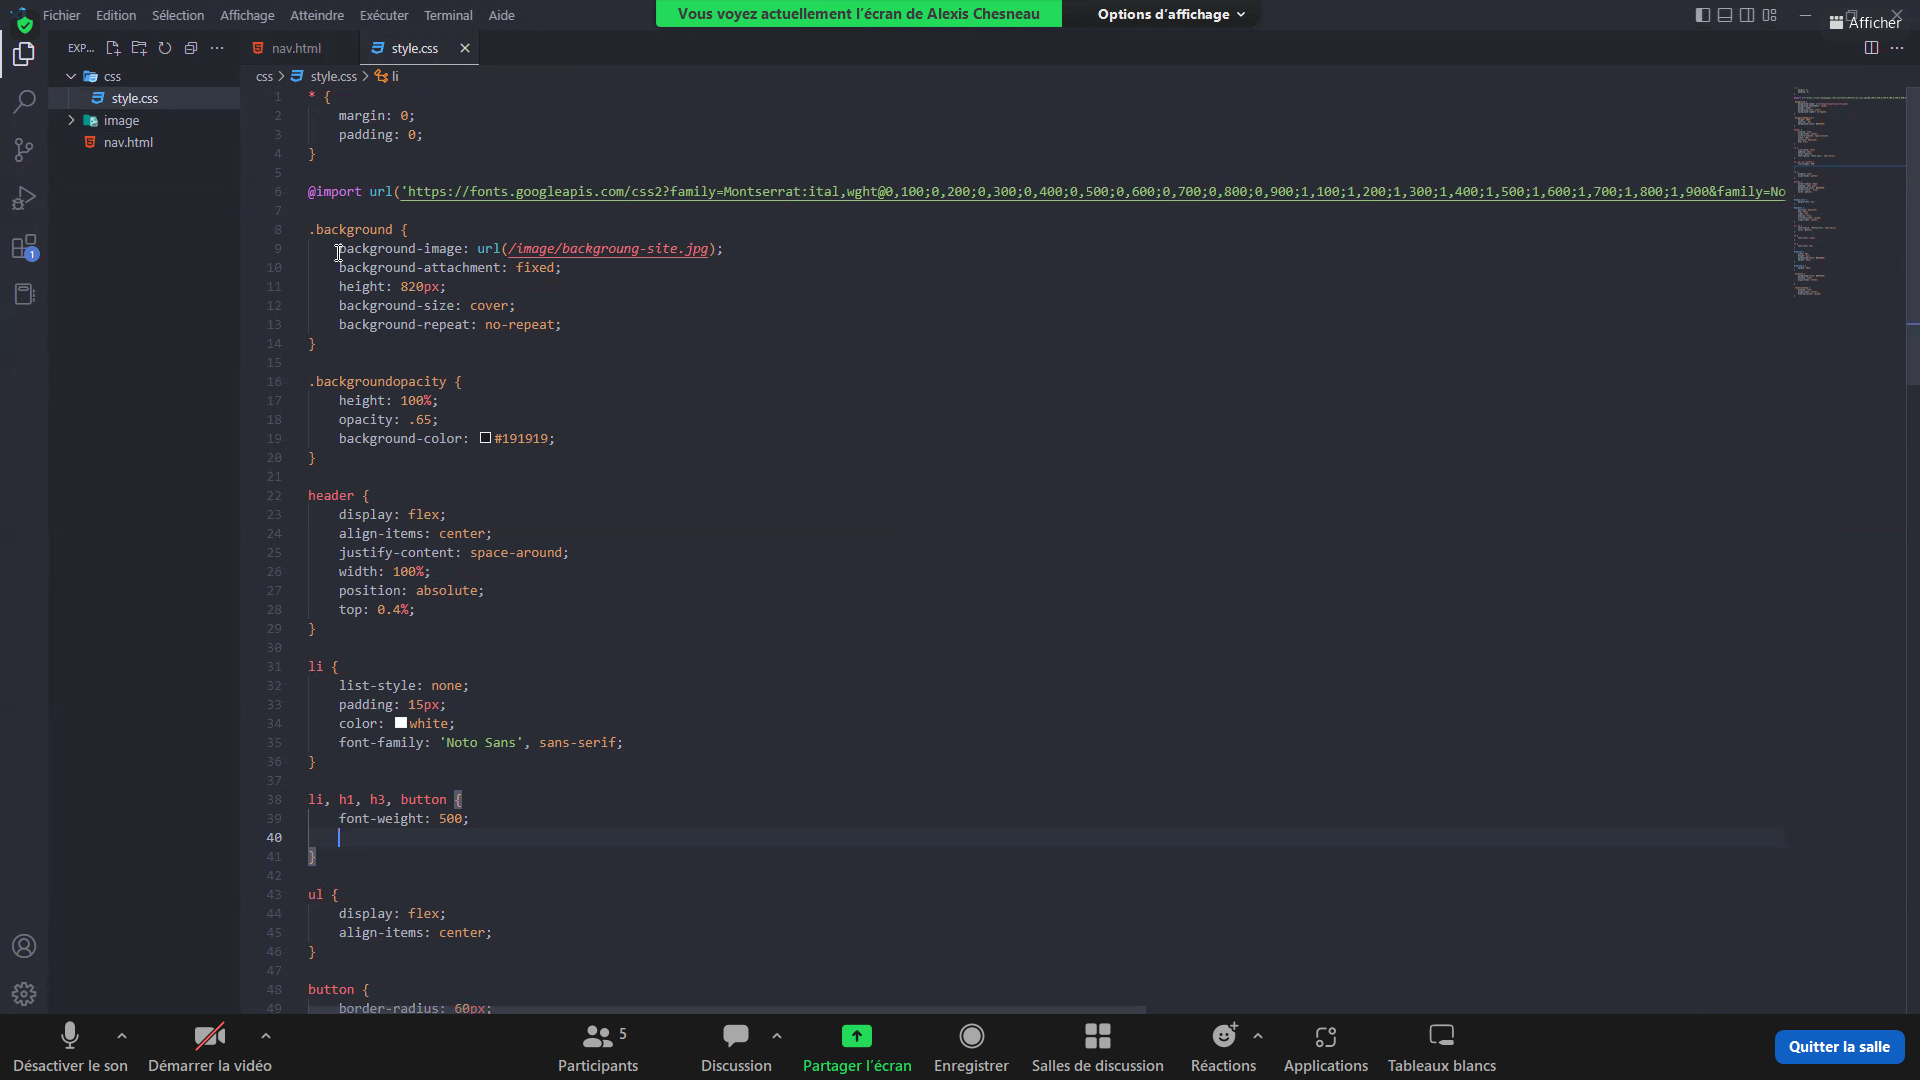 Fichier Edition Sélection Affichage Atteindre Exécuter Terminal Aide
Vous voyez actuellement l'écran de Alexis Chesneau
Options d'affichage
Afficher
EXP...
nav.html
style.css
css
style.css
image
nav.html
1
css > style.css > li
1 * {
2 margin: 0;
3 padding: 0;
4 }
5
6 @import url('https://fonts.googleapis.com/css2?family=Montserrat:ital,wght@0,100;0,200;0,300;0,400;0,500;0,600;0,700;0,800;0,900;1,100;1,200;1,300;1,400;1,500;1,600;1,700;1,800;1,900&family=No
7
8 .background {
9 background-image: url(/image/backgroung-site.jpg);
10 background-attachment: fixed;
11 height: 820px;
12 background-size: cover;
13 background-repeat: no-repeat;
14 }
15
16 .backgroundopacity {
17 height: 100%;
18 opacity: .65;
19 background-color: #191919;
20 }
21
22 header {
23 display: flex;
24 align-items: center;
25 justify-content: space-around;
26 width: 100%;
27 position: absolute;
28 top: 0.4%;
29 }
30
31 li {
32 list-style: none;
33 padding: 15px;
34 color: white;
35 font-family: 'Noto Sans', sans-serif;
36 }
37
38 li, h1, h3, button {
39 font-weight: 500;
40
41 }
42
43 ul {
44 display: flex;
45 align-items: center;
46 }
47
48 button {
49 border-radius: 60px;
Désactiver le son
Démarrer la vidéo
5
Participants
Discussion
Partager l'écran
Enregistrer
Salles de discussion
Réactions
Applications
Tableaux blancs
Quitter la salle